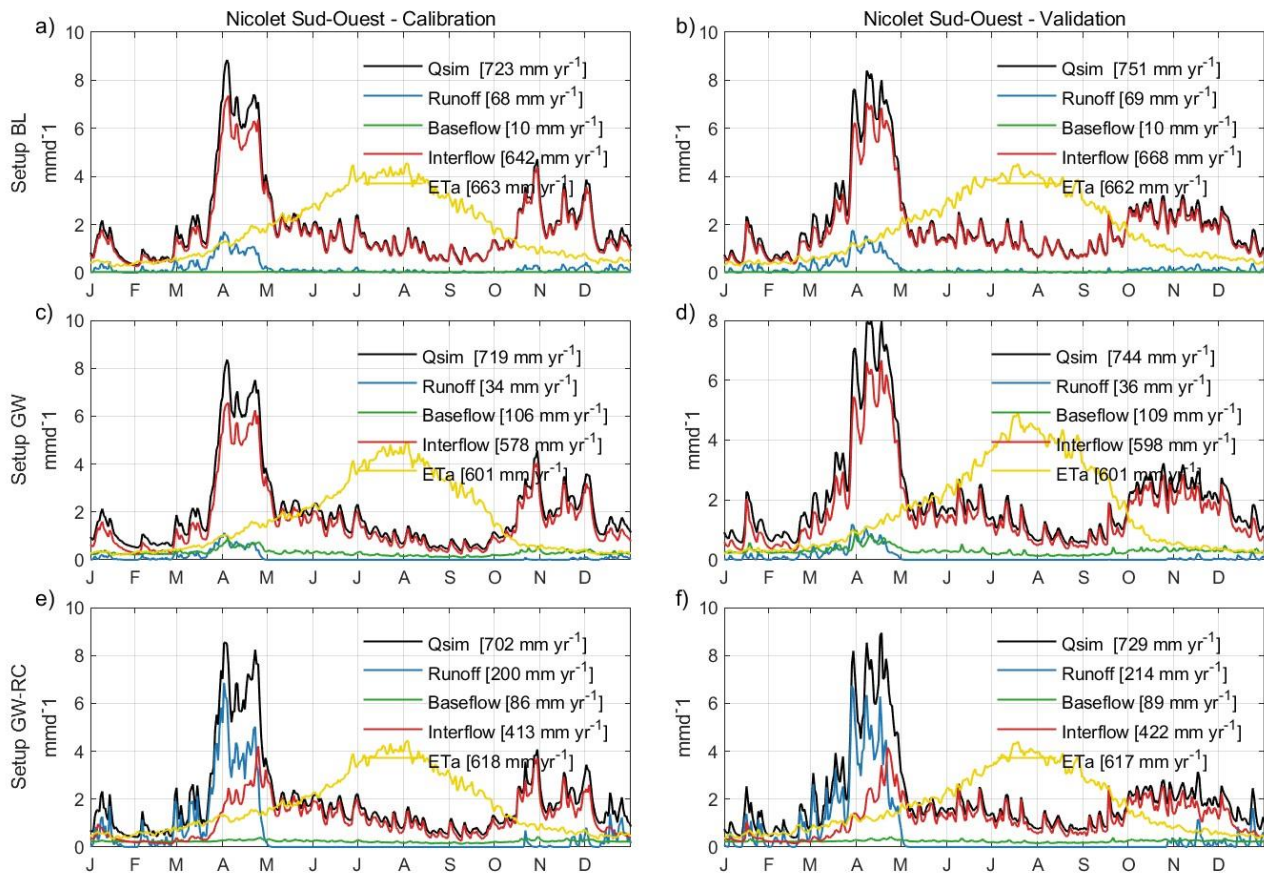 Nicolet Sud-Ouest - Calibration
a)
Setup BL
mmd⁻1
10
8
6
4
2
0
Qsim [723 mm yr⁻¹]
Runoff [68 mm yr⁻¹]
Baseflow [10 mm yr⁻¹]
Interflow [642 mm yr⁻¹]
ETa [663 mm yr⁻¹]
J F M A M J J A S O N D
Nicolet Sud-Ouest - Validation
b)
mmd⁻1
10
8
6
4
2
0
Qsim [751 mm yr⁻¹]
Runoff [69 mm yr⁻¹]
Baseflow [10 mm yr⁻¹]
Interflow [668 mm yr⁻¹]
ETa [662 mm yr⁻¹]
J F M A M J J A S O N D
c)
Setup GW
mmd⁻1
10
8
6
4
2
0
Qsim [719 mm yr⁻¹]
Runoff [34 mm yr⁻¹]
Baseflow [106 mm yr⁻¹]
Interflow [578 mm yr⁻¹]
ETa [601 mm yr⁻¹]
J F M A M J J A S O N D
d)
mmd⁻1
8
6
4
2
0
Qsim [744 mm yr⁻¹]
Runoff [36 mm yr⁻¹]
Baseflow [109 mm yr⁻¹]
Interflow [598 mm yr⁻¹]
ETa [601 mm yr⁻¹]
J F M A M J J A S O N D
e)
Setup GW-RC
mmd⁻1
10
8
6
4
2
0
Qsim [702 mm yr⁻¹]
Runoff [200 mm yr⁻¹]
Baseflow [86 mm yr⁻¹]
Interflow [413 mm yr⁻¹]
ETa [618 mm yr⁻¹]
J F M A M J J A S O N D
f)
mmd⁻1
10
8
6
4
2
0
Qsim [729 mm yr⁻¹]
Runoff [214 mm yr⁻¹]
Baseflow [89 mm yr⁻¹]
Interflow [422 mm yr⁻¹]
ETa [617 mm yr⁻¹]
J F M A M J J A S O N D